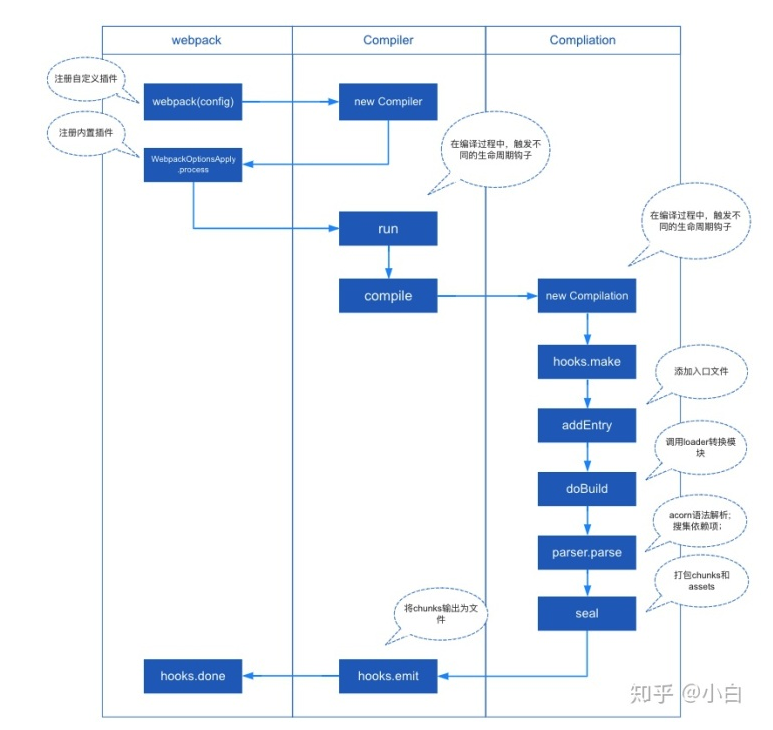 webpack
Compiler
Compliation
注册自定义插件
webpack(config)
new Compiler
注册内置插件
WebpackOptionsApply
.process
在编译过程中，触发不
同的生命周期钩子
在编译过程中，触发不
同的生命周期钩子
run
compile
new Compilation
hooks.make
添加入口文件
addEntry
调用loader转换模
块
doBuild
acorn语法解析；
搜集依赖项；
parser.parse
打包chunks和
assets
seal
将chunks输出为文
件
hooks.done
hooks.emit
知乎 @小白